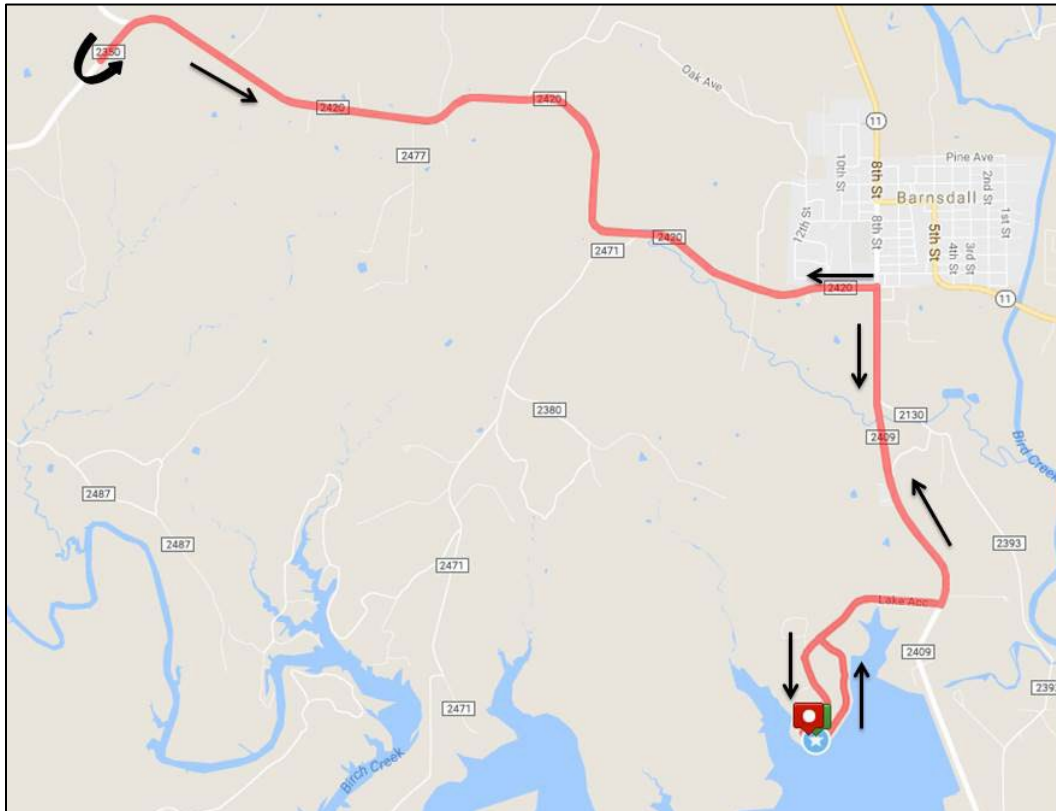 2350
2420
2477
2420
Oak Ave
11
8th St
10th St
12th St
8th St
Pine Ave
2nd St
1st St
Barnsdall
5th St
4th St
3rd St
11
2471
2420
2420
2380
2130
2409
Bird Creek
2487
2487
2471
2393
Lake Acc
2409
2393
2471
Birch Creek